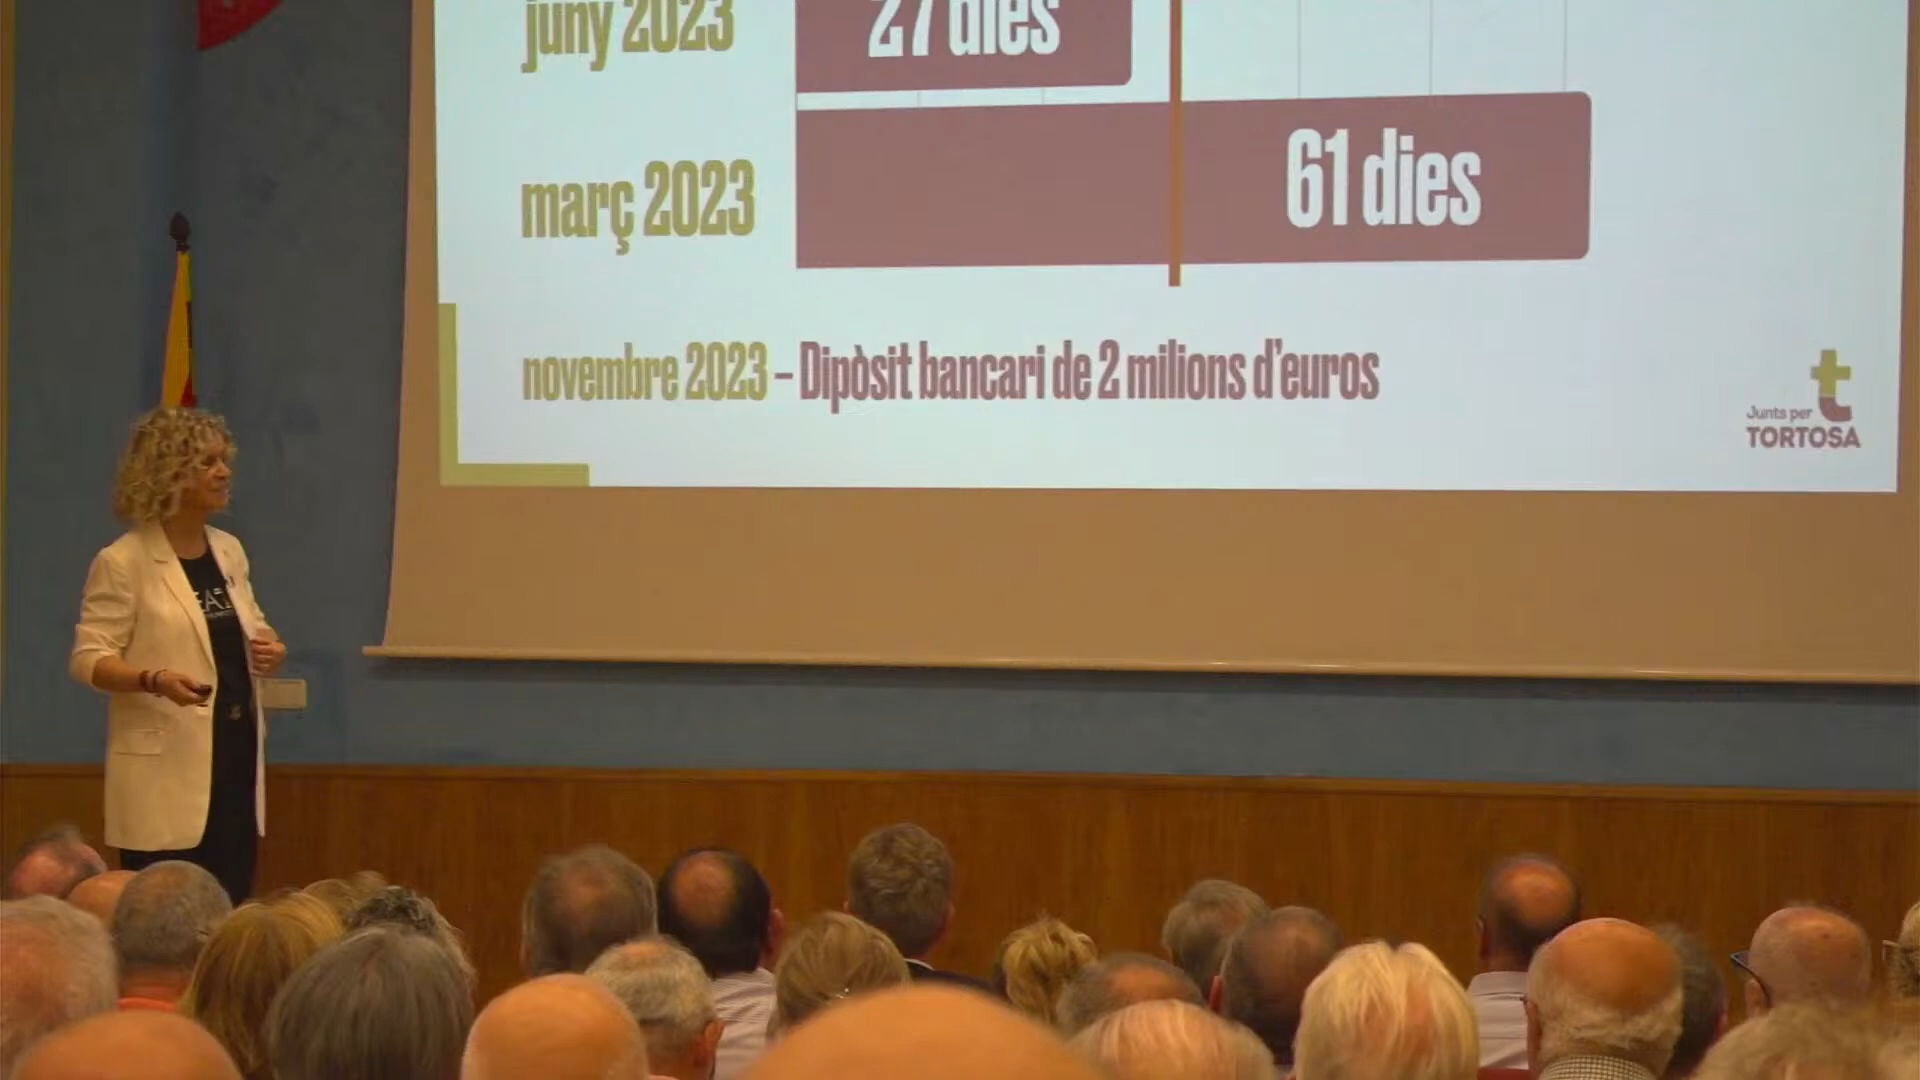 juny 2023 27 dies
març 2023 61 dies
novembre 2023 – Dipòsit bancari de 2 milions d'euros
t
Junts per
TORTOSA